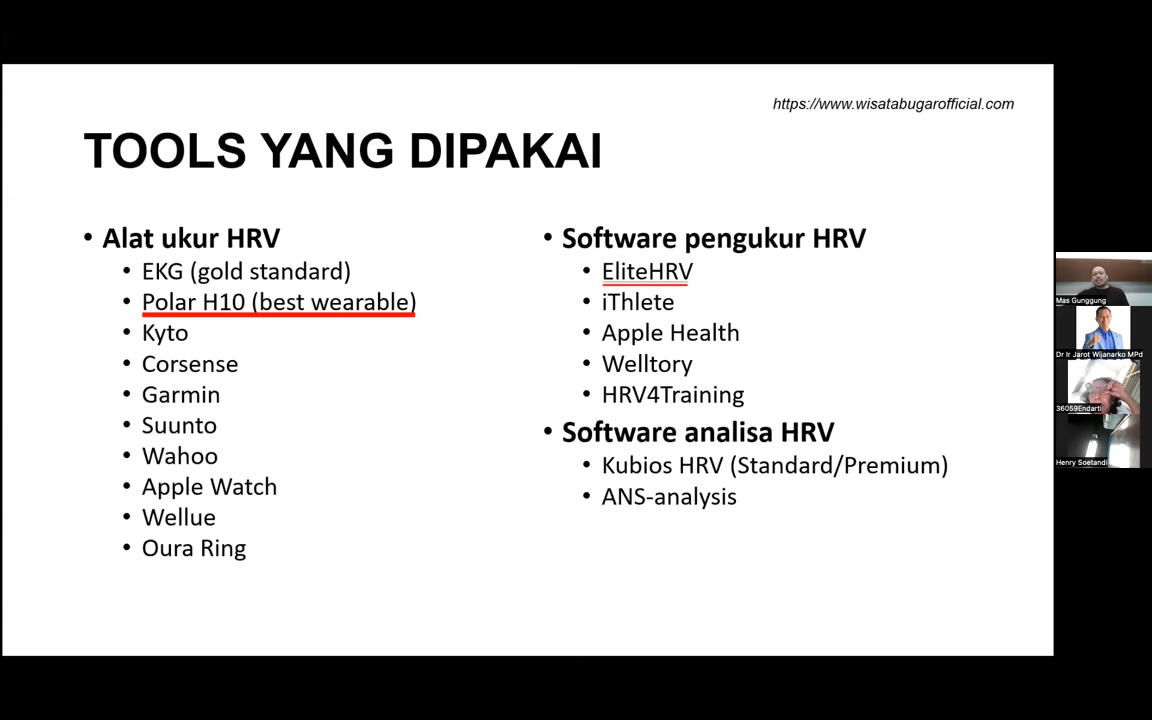 https://www.wisatabugarofficial.com
TOOLS YANG DIPAKAI
• Alat ukur HRV
• EKG (gold standard)
• Polar H10 (best wearable)
• Kyto
• Corsense
• Garmin
• Suunto
• Wahoo
• Apple Watch
• Wellue
• Oura Ring
• Software pengukur HRV
• EliteHRV
• iThlete
• Apple Health
• Welltory
• HRV4Training
• Software analisa HRV
• Kubios HRV (Standard/Premium)
• ANS-analysis
Mas Gunggung
Dr Ir Jarot Wijanarko MPd
36059Endarti
Henry Soetandi